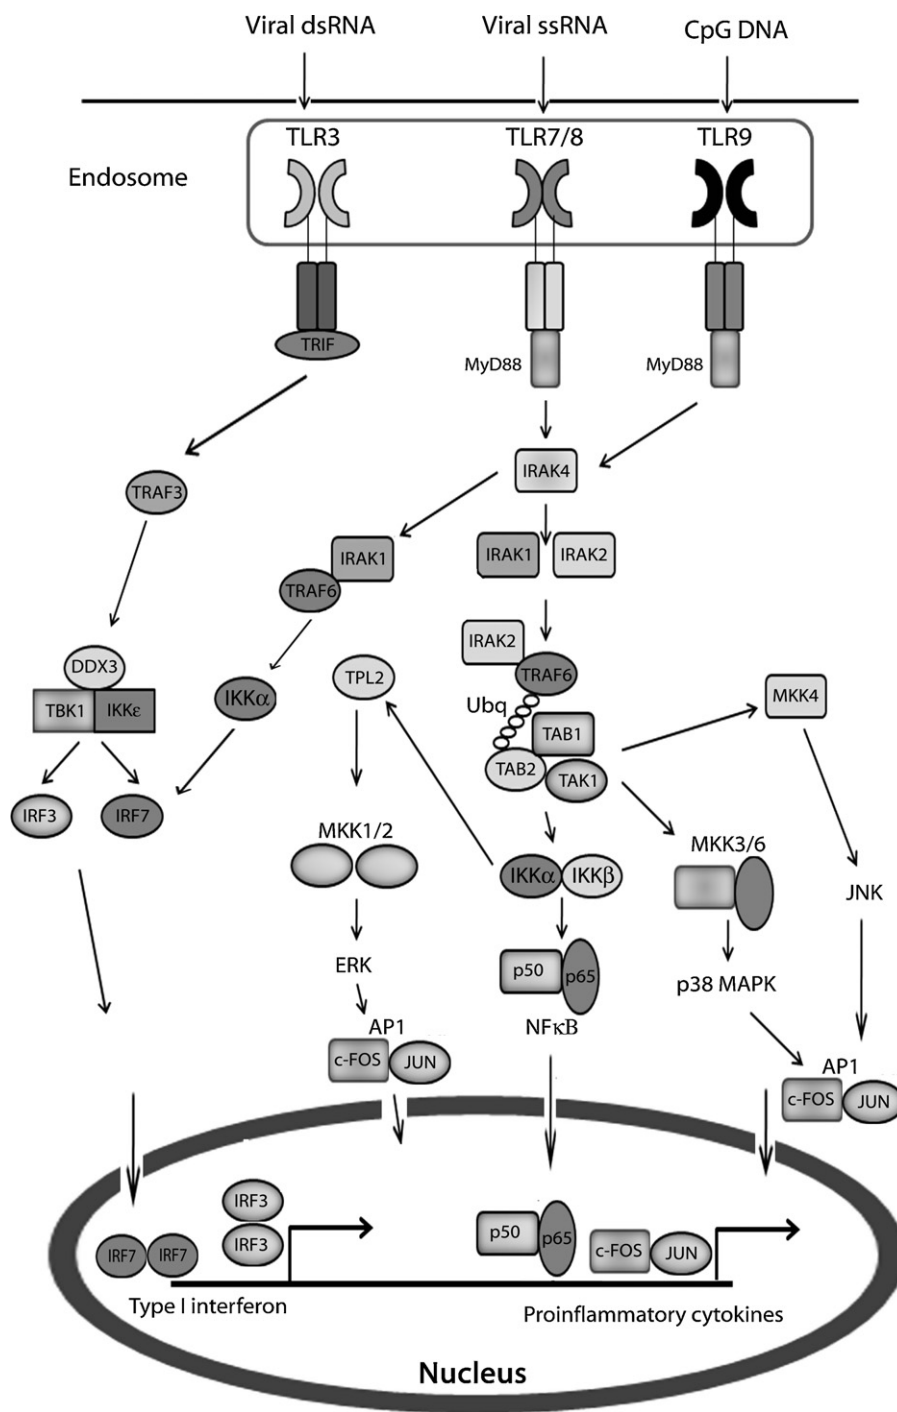 Viral dsRNA
Viral ssRNA
CpG DNA
TLR3
TLR7/8
TLR9
Endosome
TRIF
MyD88
MyD88
IRAK4
TRAF3
IRAK1
TRAF6
IRAK1
IRAK2
IRAK2
TRAF6
DDX3
TBK1
IKKε
IKKα
TPL2
Ubq
TAB1
TAB2
TAK1
MKK4
IRF3
IRF7
MKK1/2
IKKα
IKKβ
MKK3/6
JNK
ERK
p50
p65
NFκB
p38 MAPK
AP1
c-FOS
JUN
AP1
c-FOS
JUN
IRF3
IRF3
IRF7
IRF7
p50
p65
c-FOS
JUN
Type I interferon
Proinflammatory cytokines
Nucleus